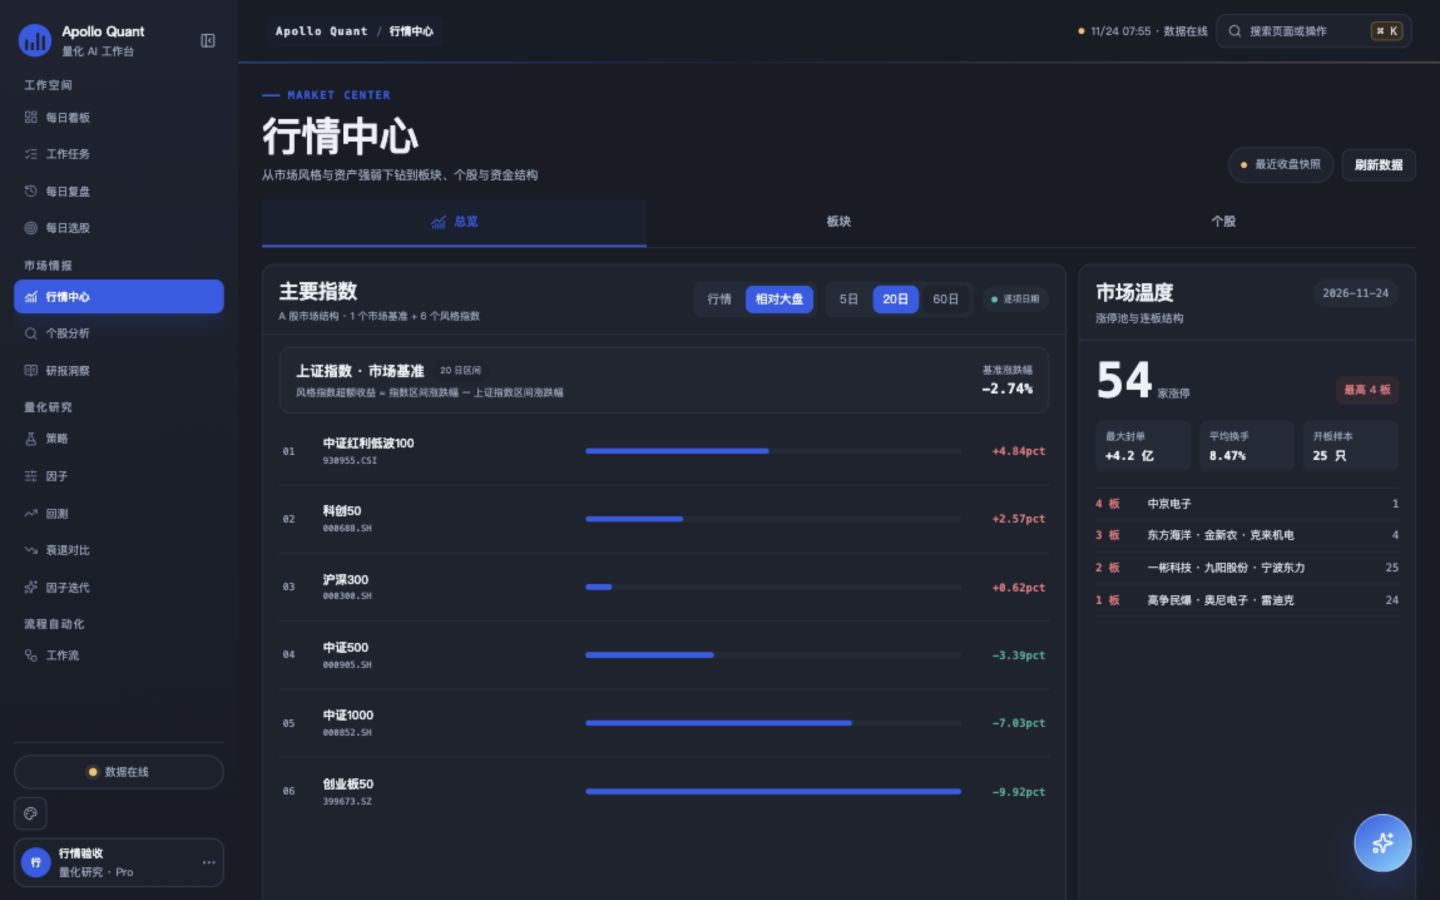 Apollo Quant
量化 AI 工作台
工作空间
每日看板
工作任务
每日复盘
每日选股
市场情报
行情中心
个股分析
研报洞察
量化研究
策略
因子
回测
衰退对比
因子迭代
流程自动化
工作流
数据在线
行
行情验收
量化研究 · Pro
Apollo Quant / 行情中心
11/24 07:55 · 数据在线
搜索页面或操作
⌘ K
MARKET CENTER
行情中心
从市场风格与资产强弱下钻到板块、个股与资金结构
最近收盘快照
刷新数据
总览
板块
个股
主要指数
A 股市场结构 · 1 个市场基准 + 6 个风格指数
行情
相对大盘
5日
20日
60日
逐项日期
上证指数 · 市场基准
20 日区间
风格指数超额收益 = 指数区间涨跌幅 − 上证指数区间涨跌幅
基准涨跌幅
−2.74%
01
中证红利低波100
930955.CSI
+4.84pct
02
科创50
000688.SH
+2.57pct
03
沪深300
000300.SH
+0.62pct
04
中证500
000905.SH
−3.39pct
05
中证1000
000852.SH
−7.03pct
06
创业板50
399673.SZ
−9.92pct
市场温度
涨停池与连板结构
2026-11-24
54 家涨停
最高 4 板
最大封单
+4.2 亿
平均换手
8.47%
开板样本
25 只
4 板 中京电子 1
3 板 东方海洋 · 金新农 · 克来机电 4
2 板 一彬科技 · 九阳股份 · 宁波东力 25
1 板 高争民爆 · 奥尼电子 · 雷迪克 24